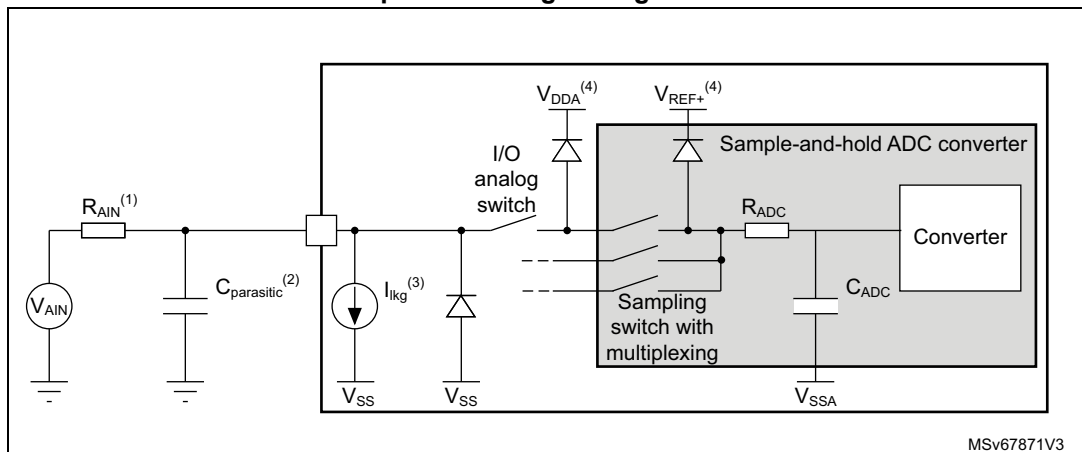 V_DDA^(4)
V_REF+^(4)
Sample-and-hold ADC converter
I/O
analog
switch
R_AIN^(1)
R_ADC
Converter
V_AIN
C_parasitic^(2)
I_lkg^(3)
C_ADC
Sampling
switch with
multiplexing
V_SS
V_SS
V_SSA
MSv67871V3